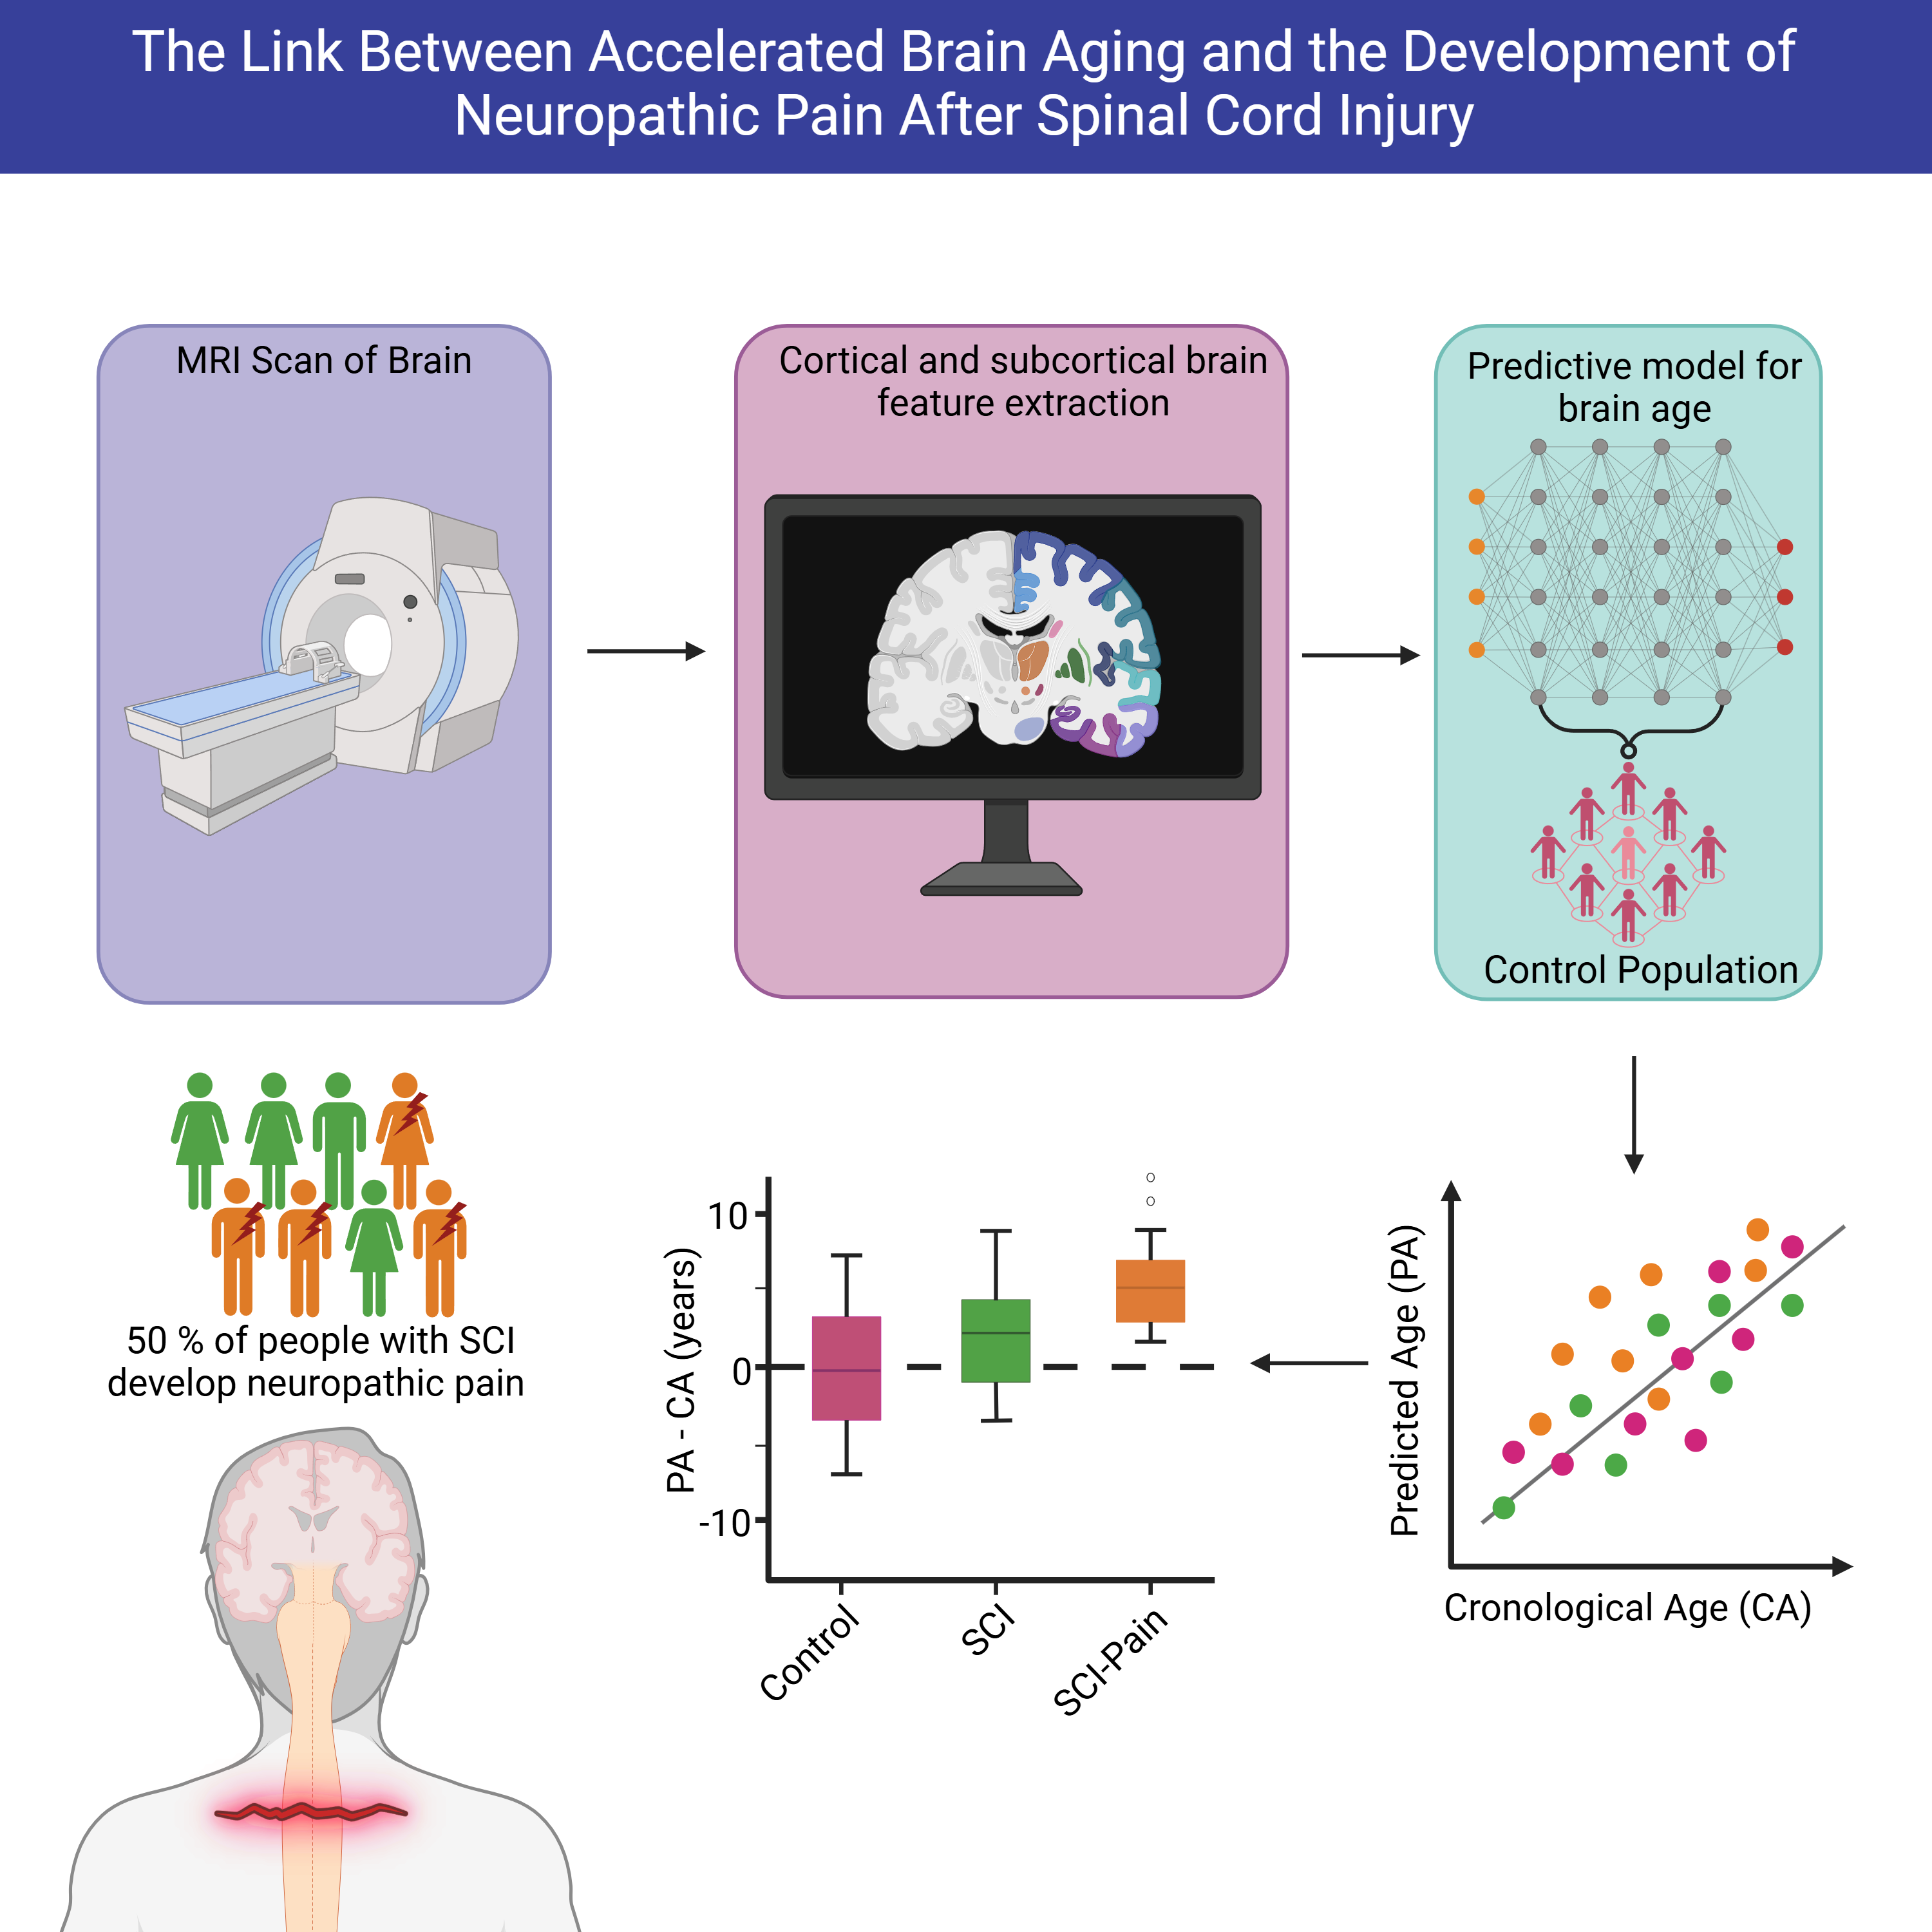 The Link Between Accelerated Brain Aging and the Development of
Neuropathic Pain After Spinal Cord Injury
MRI Scan of Brain
Cortical and subcortical brain
feature extraction
Predictive model for
brain age
Control Population
50 % of people with SCI
develop neuropathic pain
PA - CA (years)
10
0
-10
Control
SCI
SCI-Pain
Predicted Age (PA)
Cronological Age (CA)